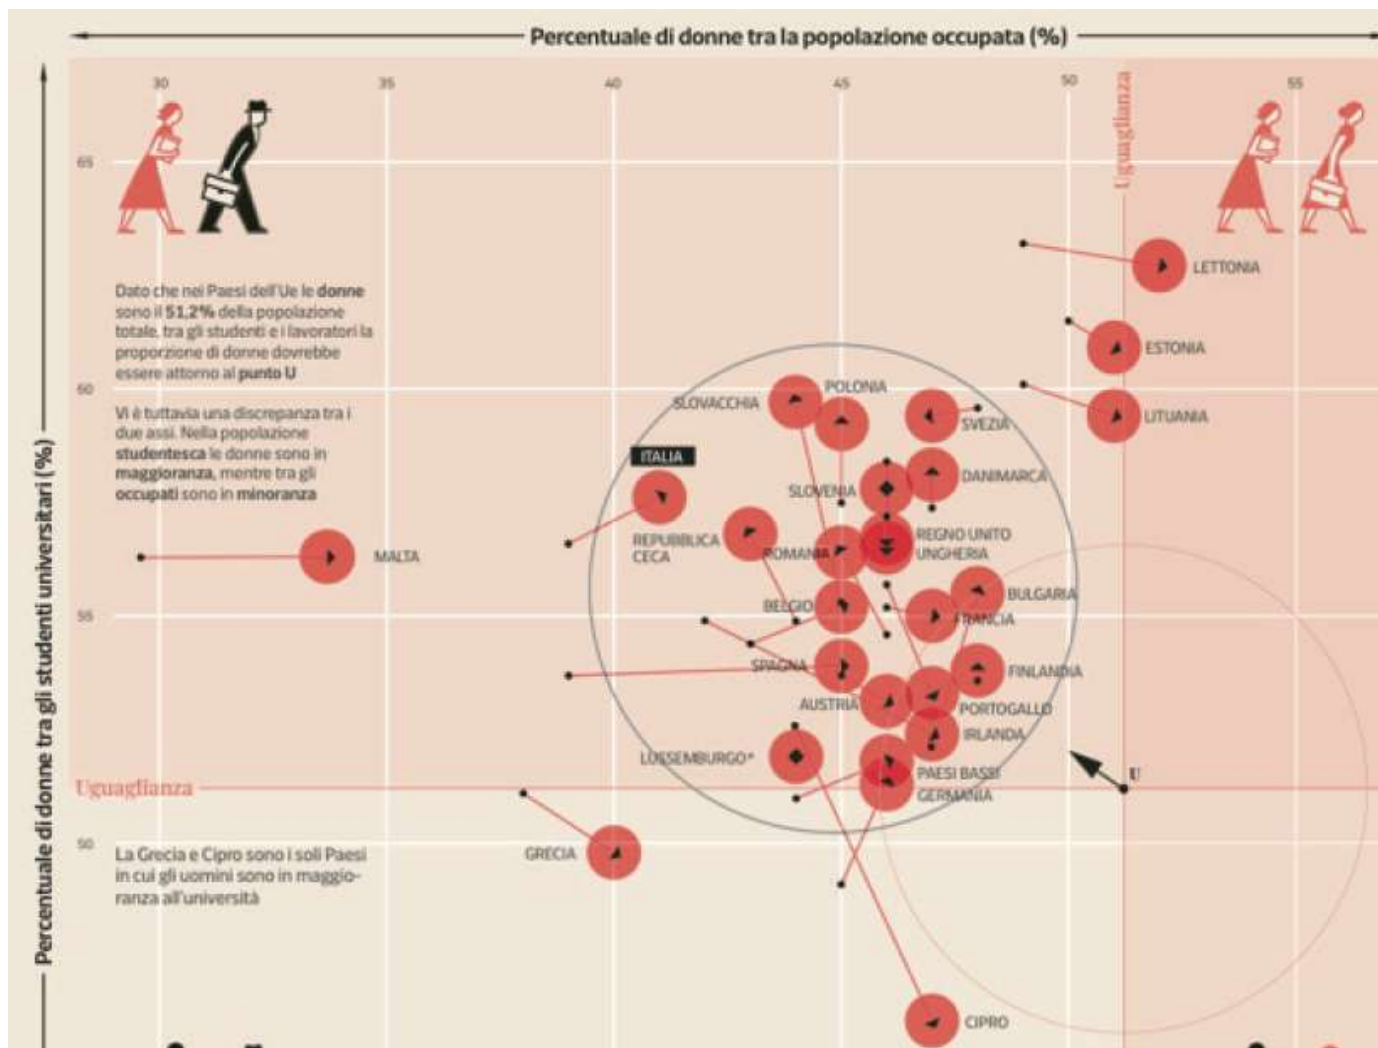 Percentuale di donne tra la popolazione occupata (%)
30
35
40
45
50
55
Uguaglianza
65
LETTONIA
Dato che nei Paesi dell'Ue le donne
sono il 51,2% della popolazione
totale, tra gli studenti e i lavoratori la
proporzione di donne dovrebbe
essere attorno al punto U
ESTONIA
60
POLONIA
SLOVACCHIA
LITUANIA
SVEZIA
Vi è tuttavia una discrepanza tra i
due assi. Nella popolazione
studentesca le donne sono in
maggioranza, mentre tra gli
occupati sono in minoranza
ITALIA
DANIMARCA
SLOVENIA
REGNO UNITO
REPUBBLICA
CECA
ROMANIA
UNGHERIA
MALTA
BULGARIA
BELGIO
55
FRANCIA
SPAGNA
FINLANDIA
AUSTRIA
PORTOGALLO
IRLANDA
LUSSEMBURGO*
PAESI BASSI
U
Uguaglianza
GERMANIA
50
GRECIA
La Grecia e Cipro sono i soli Paesi
in cui gli uomini sono in maggio-
ranza all'università
CIPRO
Percentuale di donne tra gli studenti universitari (%)